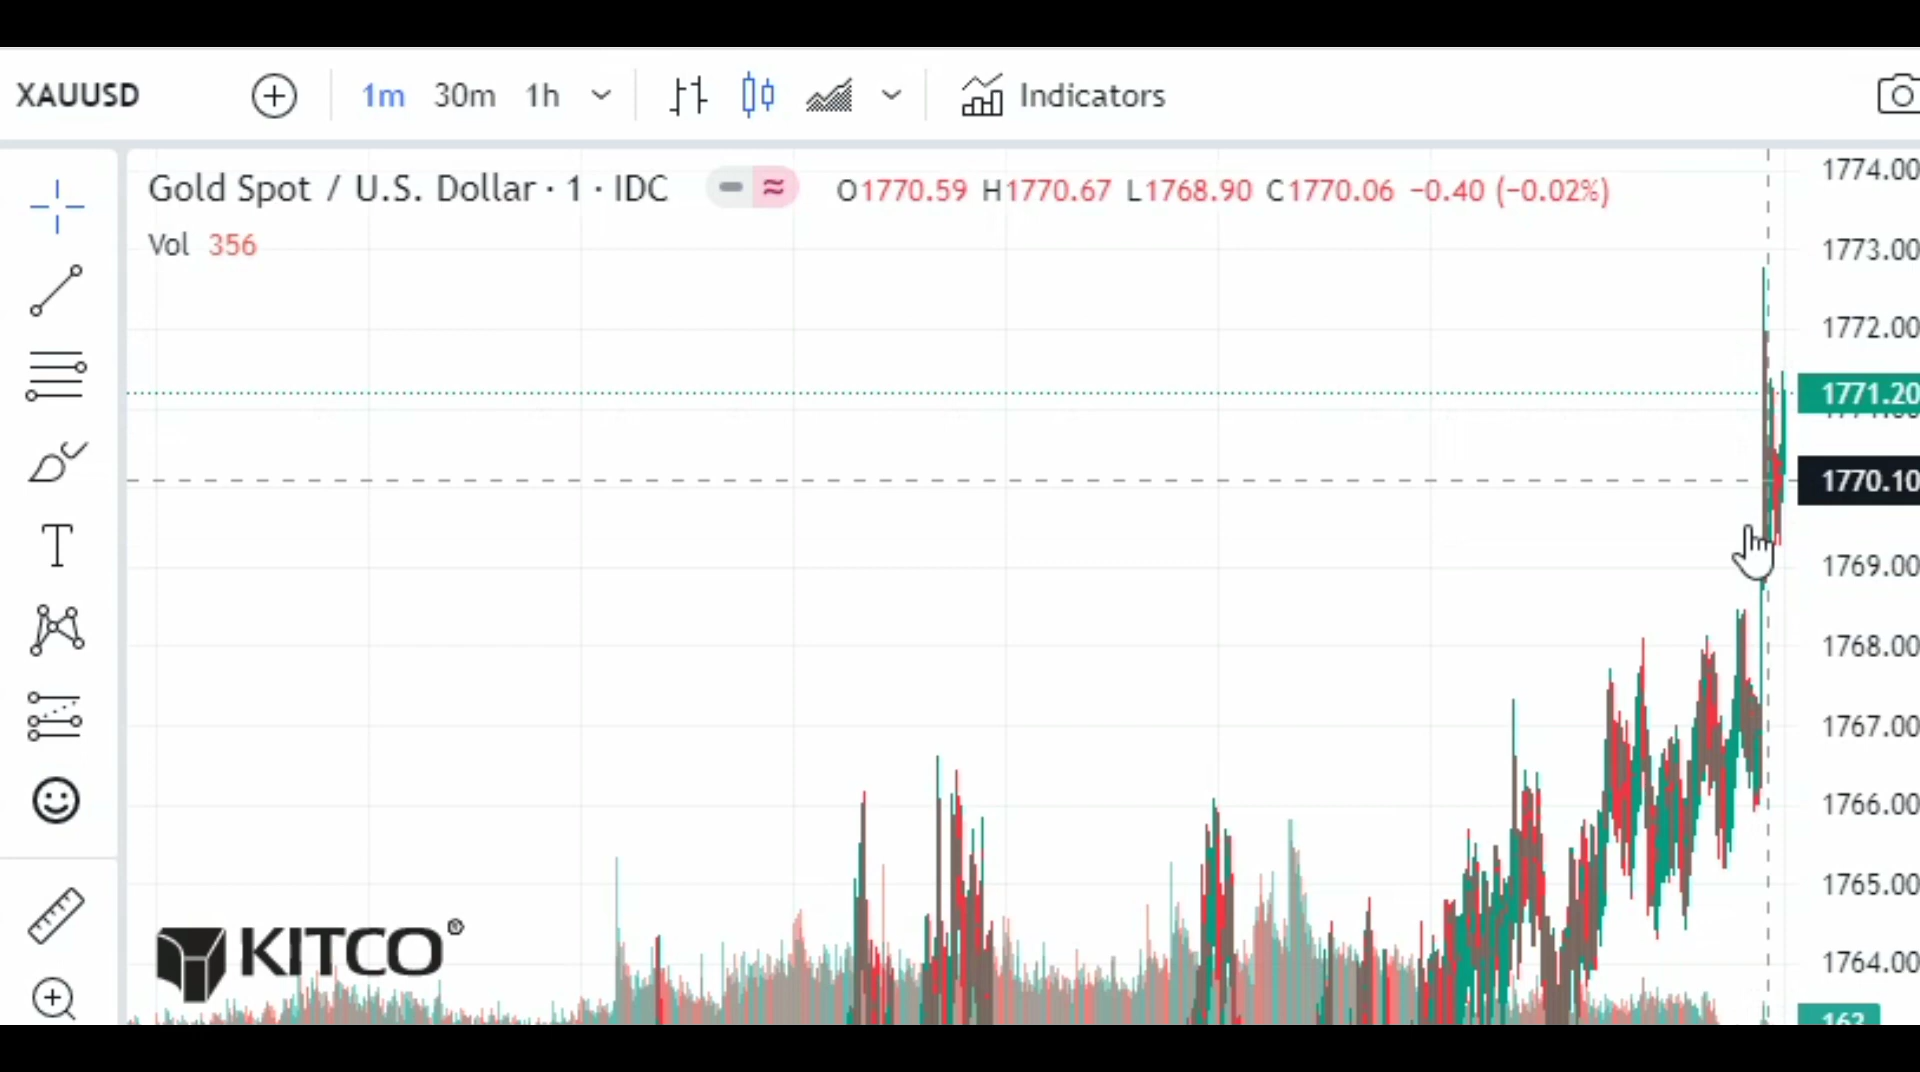 XAUUSD 1m 30m 1h Indicators
Gold Spot / U.S. Dollar · 1 · IDC O1770.59 H1770.67 L1768.90 C1770.06 −0.40 (−0.02%)
Vol 356
1774.00
1773.00
1772.00
1771.20
1770.10
1769.00
1768.00
1767.00
1766.00
1765.00
1764.00
T
KITCO®